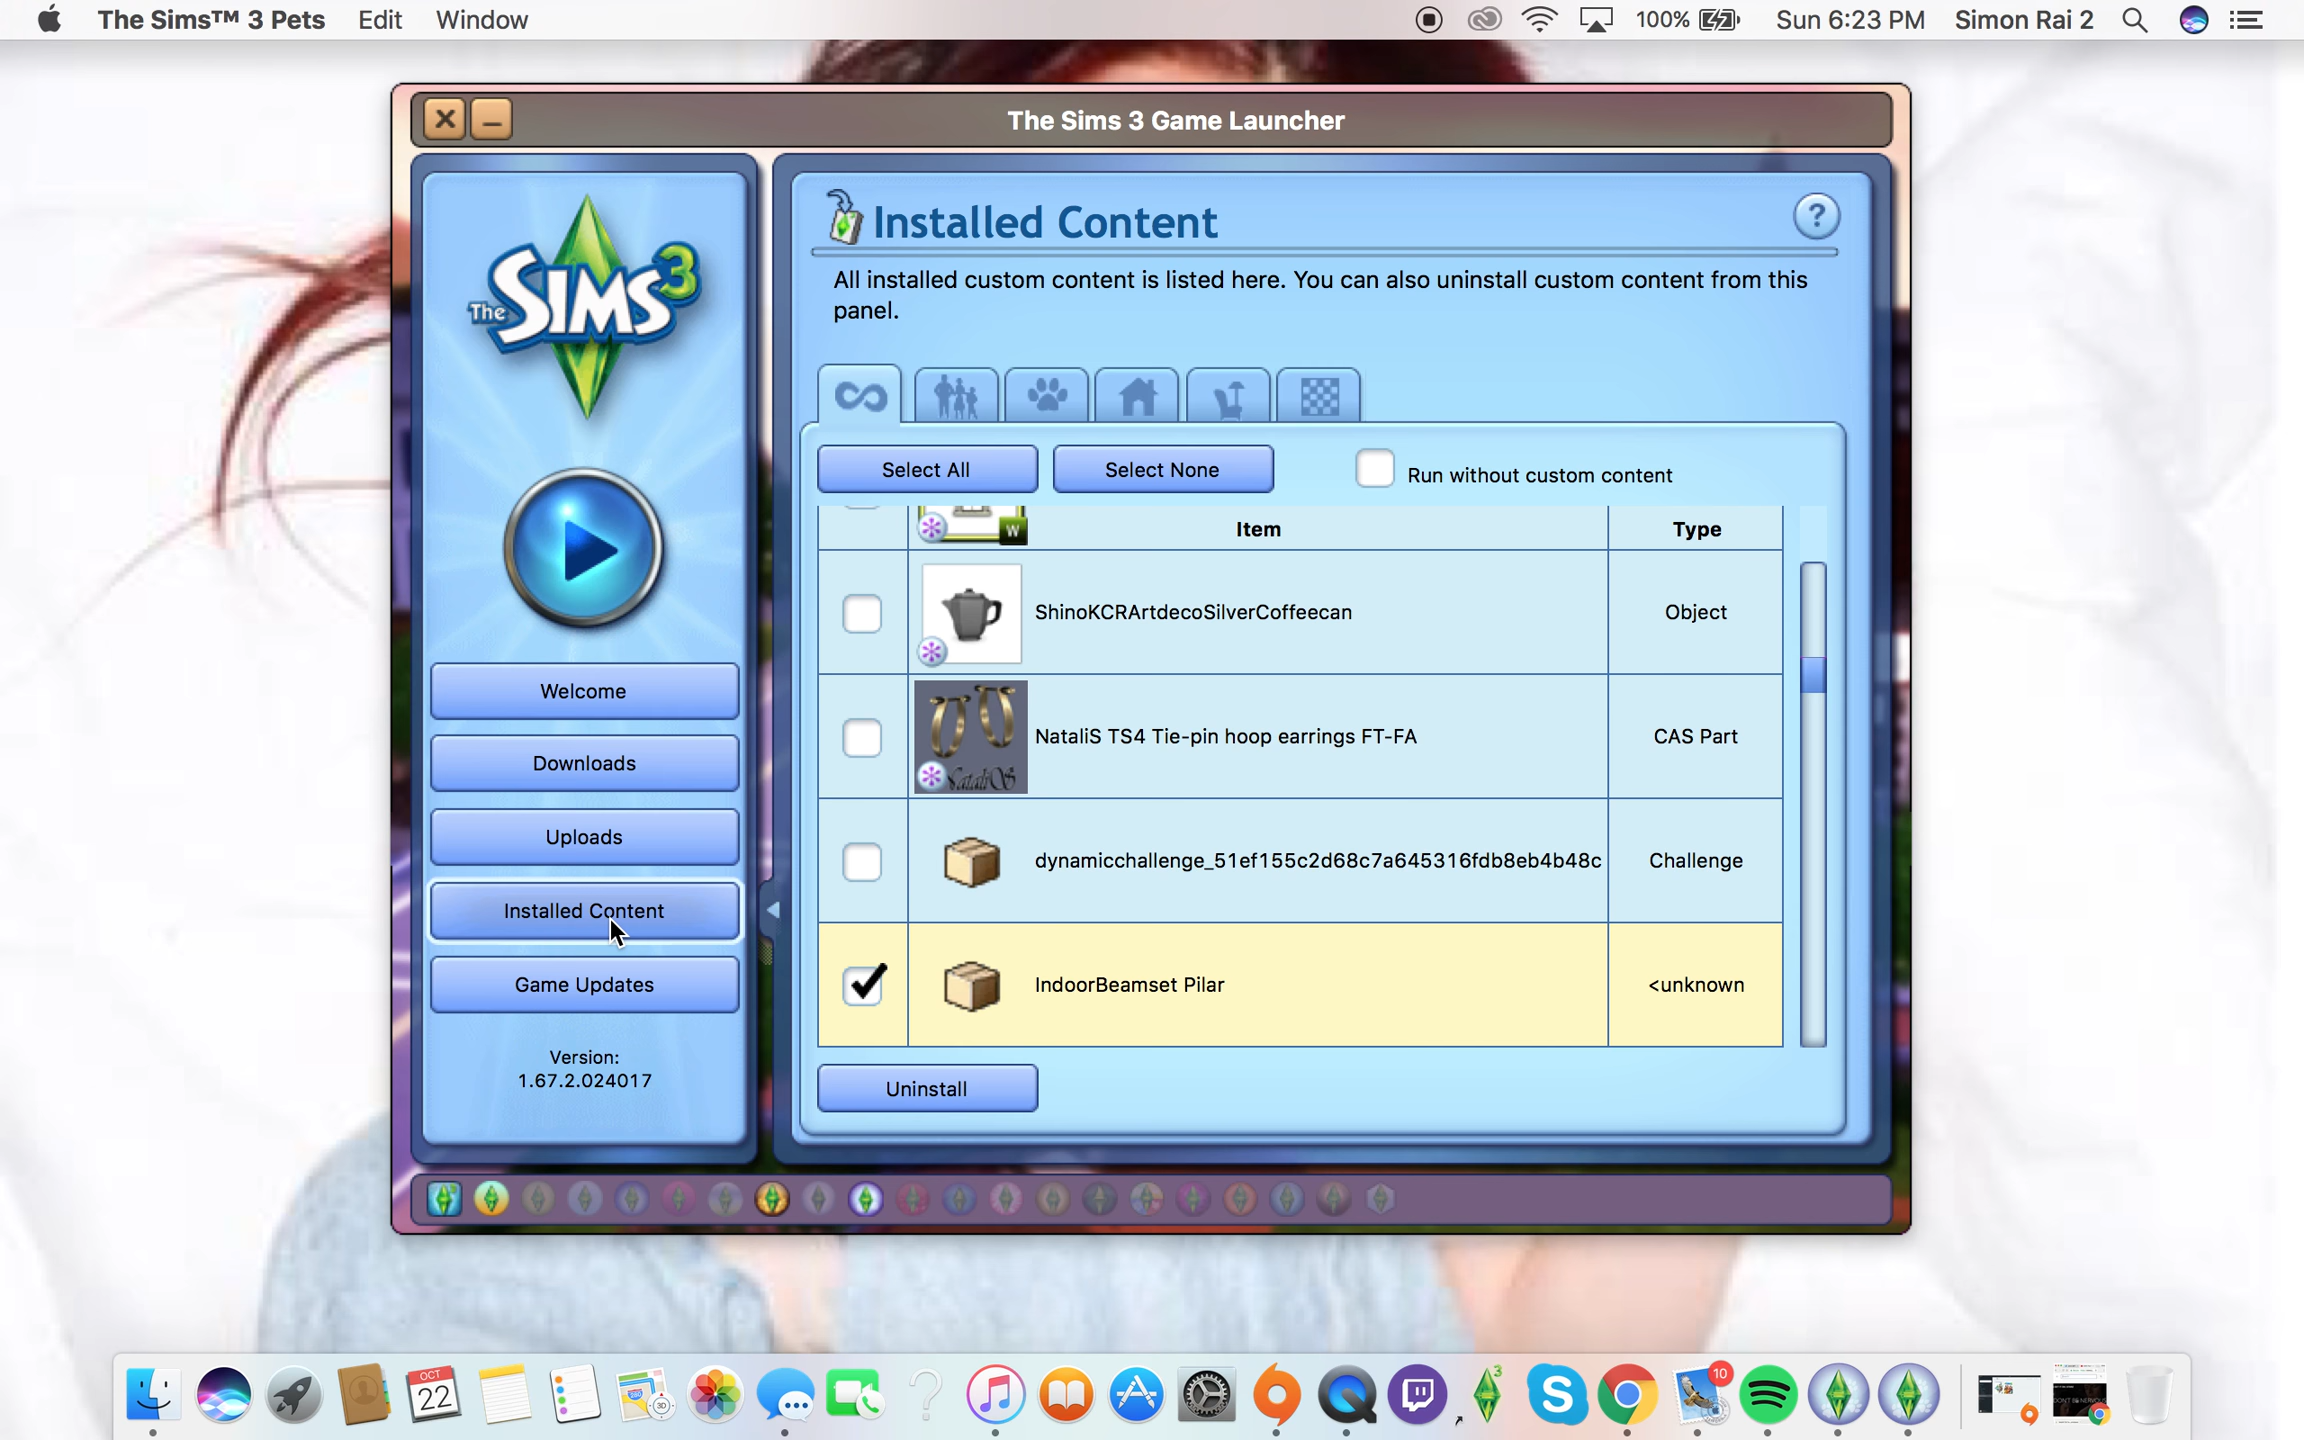 The Sims™ 3 Pets Edit Window 100% Sun 6:23 PM Simon Rai 2
The Sims 3 Game Launcher
The SIMS 3
Welcome
Downloads
Uploads
Installed Content
Game Updates
Version:
1.67.2.024017
Installed Content ?
All installed custom content is listed here. You can also uninstall custom content from this
panel.
Select All Select None Run without custom content
W Item Type
ShinoKCRArtdecoSilverCoffeecan Object
NataliS
NataliS TS4 Tie-pin hoop earrings FT-FA CAS Part
dynamicchallenge_51ef155c2d68c7a645316fdb8eb4b48c Challenge
IndoorBeamset Pilar <unknown
Uninstall
OCT
22
3D
?
3
S
10